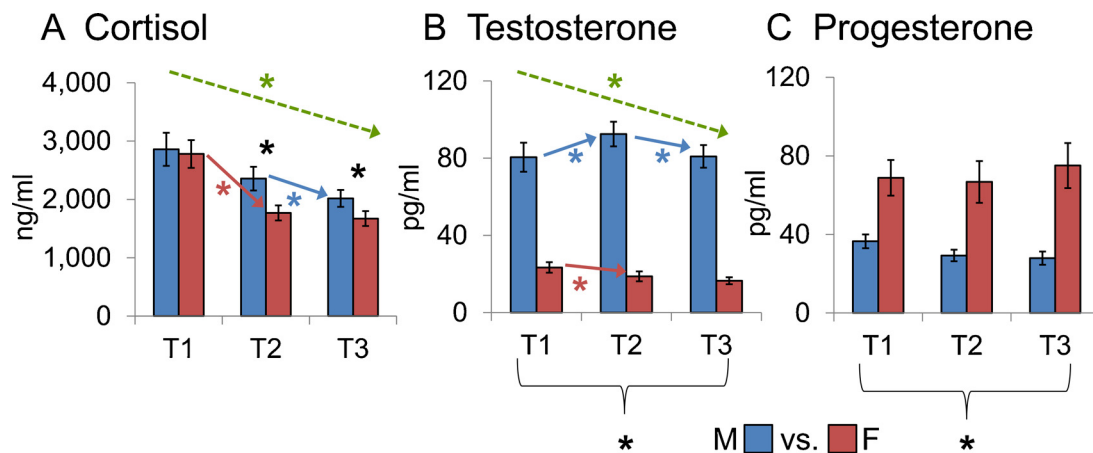 A Cortisol
4,000
3,000
2,000
1,000
0
ng/ml
*
*
*
*
*
T1 T2 T3
B Testosterone
120
80
40
0
pg/ml
*
*
*
*
T1 T2 T3
*
C Progesterone
120
80
40
0
pg/ml
T1 T2 T3
*
M vs. F